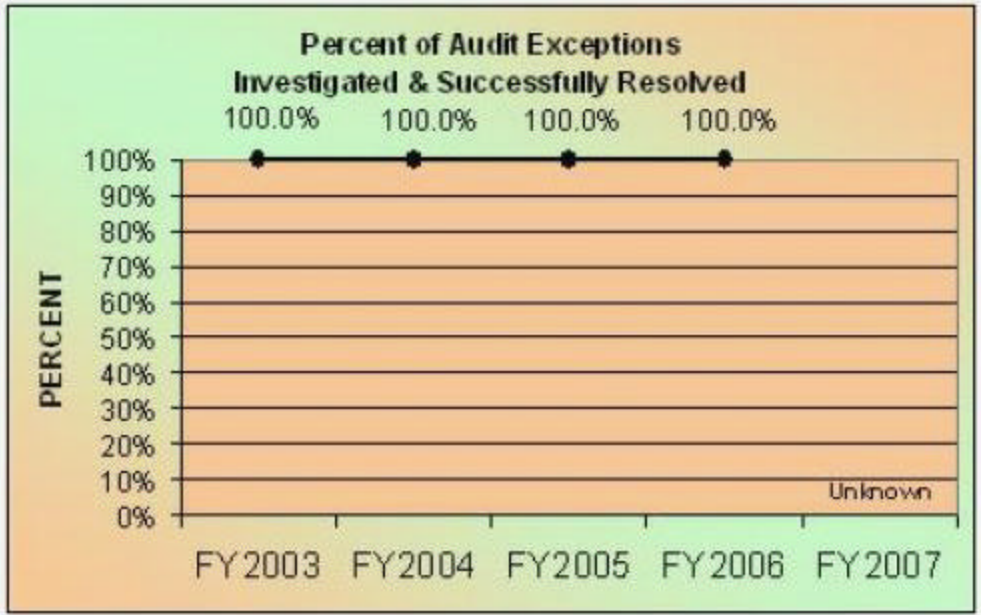 Percent of Audit Exceptions
Investigated & Successfully Resolved
100.0% 100.0% 100.0% 100.0%
100%
90%
80%
70%
60%
50%
40%
30%
20%
10%
0%
PERCENT
Unknown
FY2003 FY2004 FY2005 FY2006 FY2007